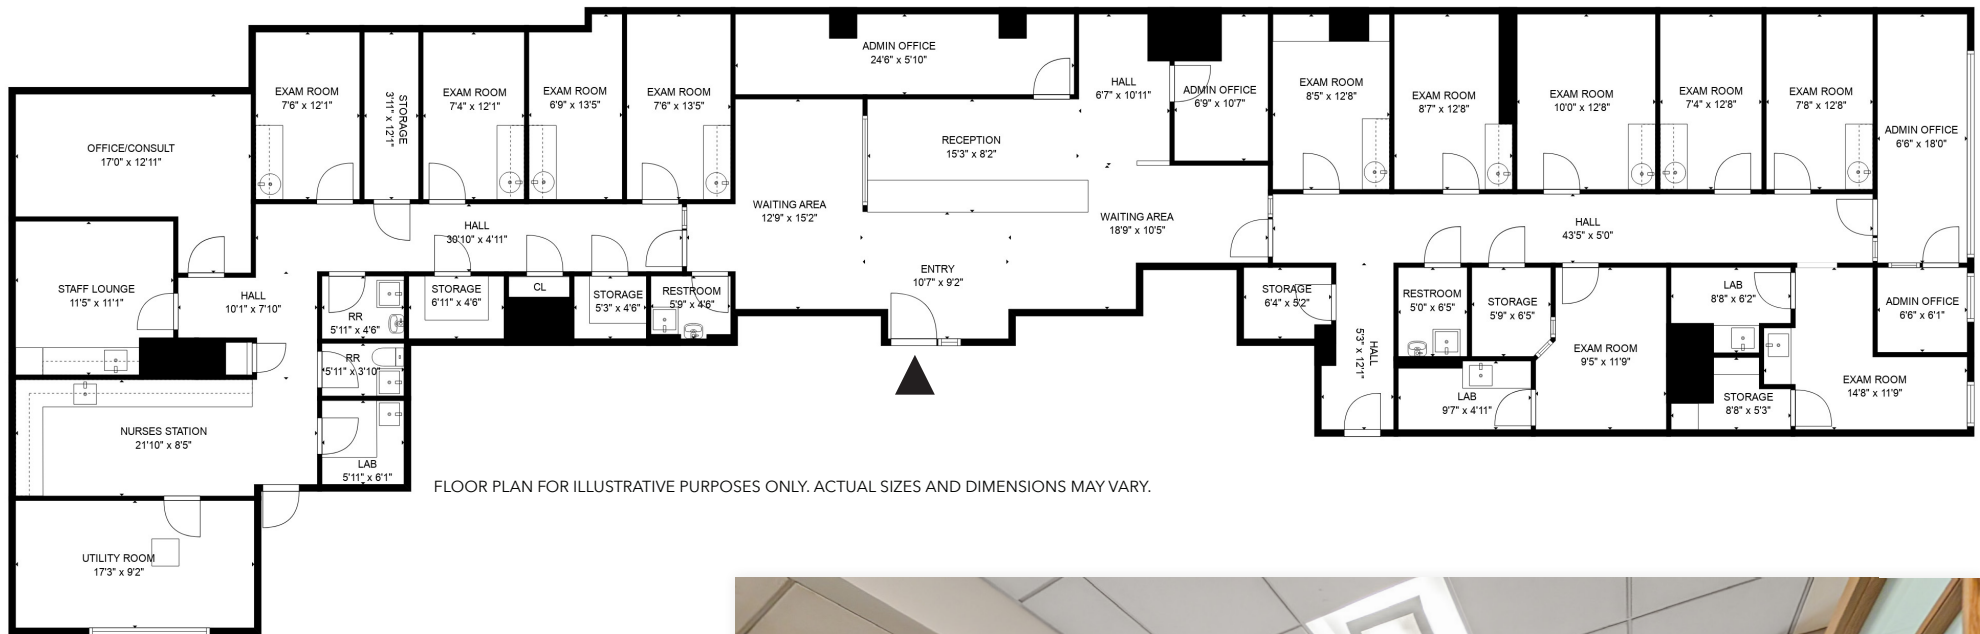 EXAM ROOM
7'6" x 12'1"
STORAGE
3'11" x 12'1"
EXAM ROOM
7'4" x 12'1"
EXAM ROOM
6'9" x 13'5"
EXAM ROOM
7'6" x 13'5"
ADMIN OFFICE
24'6" x 5'10"
HALL
6'7" x 10'11"
ADMIN OFFICE
6'9" x 10'7"
EXAM ROOM
8'5" x 12'8"
EXAM ROOM
8'7" x 12'8"
EXAM ROOM
10'0" x 12'8"
EXAM ROOM
7'4" x 12'8"
EXAM ROOM
7'8" x 12'8"
ADMIN OFFICE
6'6" x 18'0"
OFFICE/CONSULT
17'0" x 12'11"
RECEPTION
15'3" x 8'2"
WAITING AREA
12'9" x 15'2"
WAITING AREA
18'9" x 10'5"
HALL
30'10" x 4'11"
HALL
43'5" x 5'0"
ENTRY
10'7" x 9'2"
STAFF LOUNGE
11'5" x 11'1"
HALL
10'1" x 7'10"
STORAGE
6'11" x 4'6"
CL
STORAGE
5'3" x 4'6"
RESTROOM
5'9" x 4'6"
STORAGE
6'4" x 5'2"
RESTROOM
5'0" x 6'5"
STORAGE
5'9" x 6'5"
LAB
8'8" x 6'2"
ADMIN OFFICE
6'6" x 6'1"
RR
5'11" x 4'6"
RR
5'11" x 3'10"
HALL
5'3" x 12'1"
EXAM ROOM
9'5" x 11'9"
EXAM ROOM
14'8" x 11'9"
LAB
9'7" x 4'11"
STORAGE
8'8" x 5'3"
NURSES STATION
21'10" x 8'5"
LAB
5'11" x 6'1"
FLOOR PLAN FOR ILLUSTRATIVE PURPOSES ONLY. ACTUAL SIZES AND DIMENSIONS MAY VARY.
UTILITY ROOM
17'3" x 9'2"